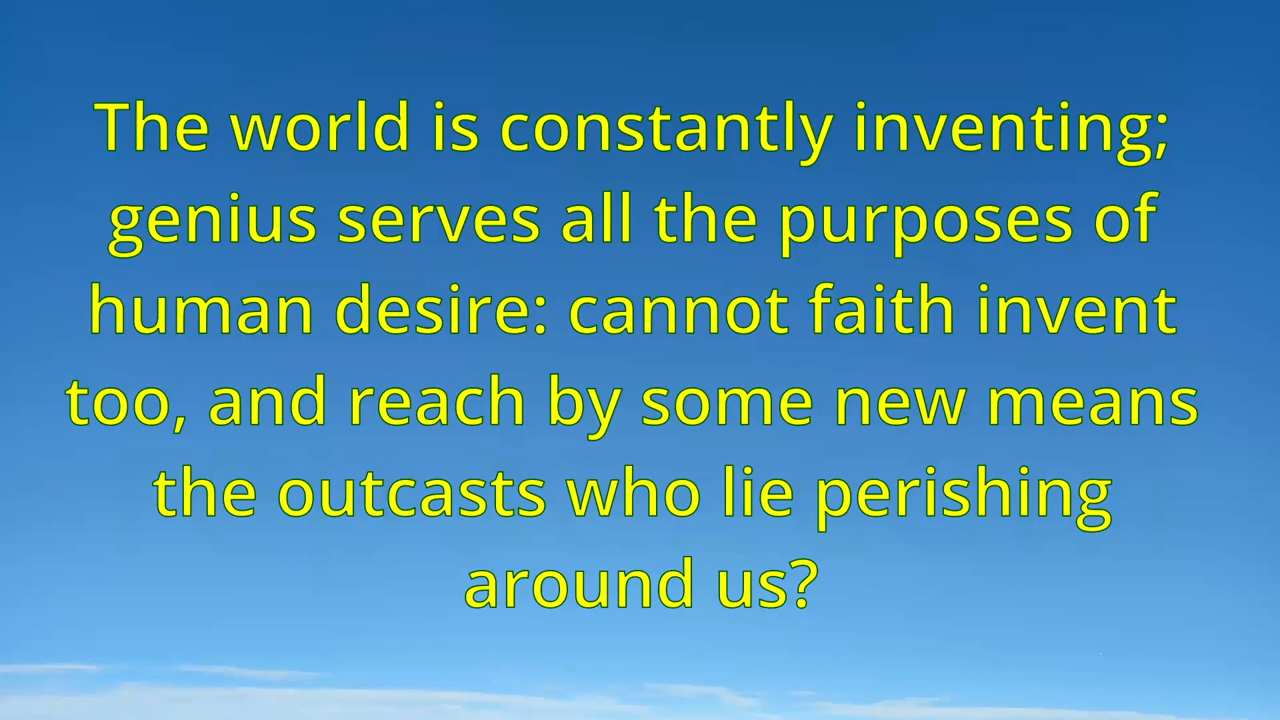 The world is constantly inventing;
genius serves all the purposes of
human desire: cannot faith invent
too, and reach by some new means
the outcasts who lie perishing
around us?